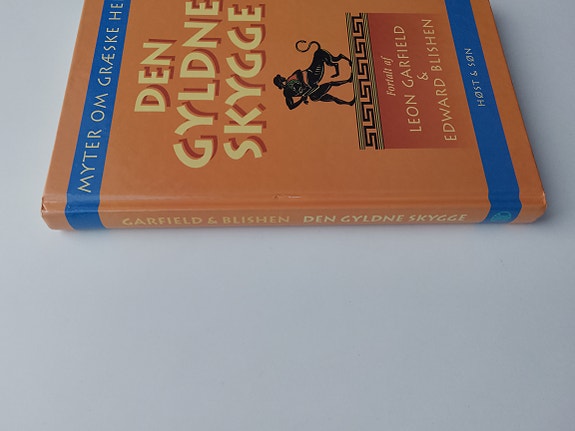 MYTER OM GRÆSKE HE
DEN
GYLDNE
SKYGGE
Fortalt af
LEON GARFIELD
&
EDWARD BLISHEN
HØST & SØN
GARFIELD & BLISHEN DEN GYLDNE SKYGGE